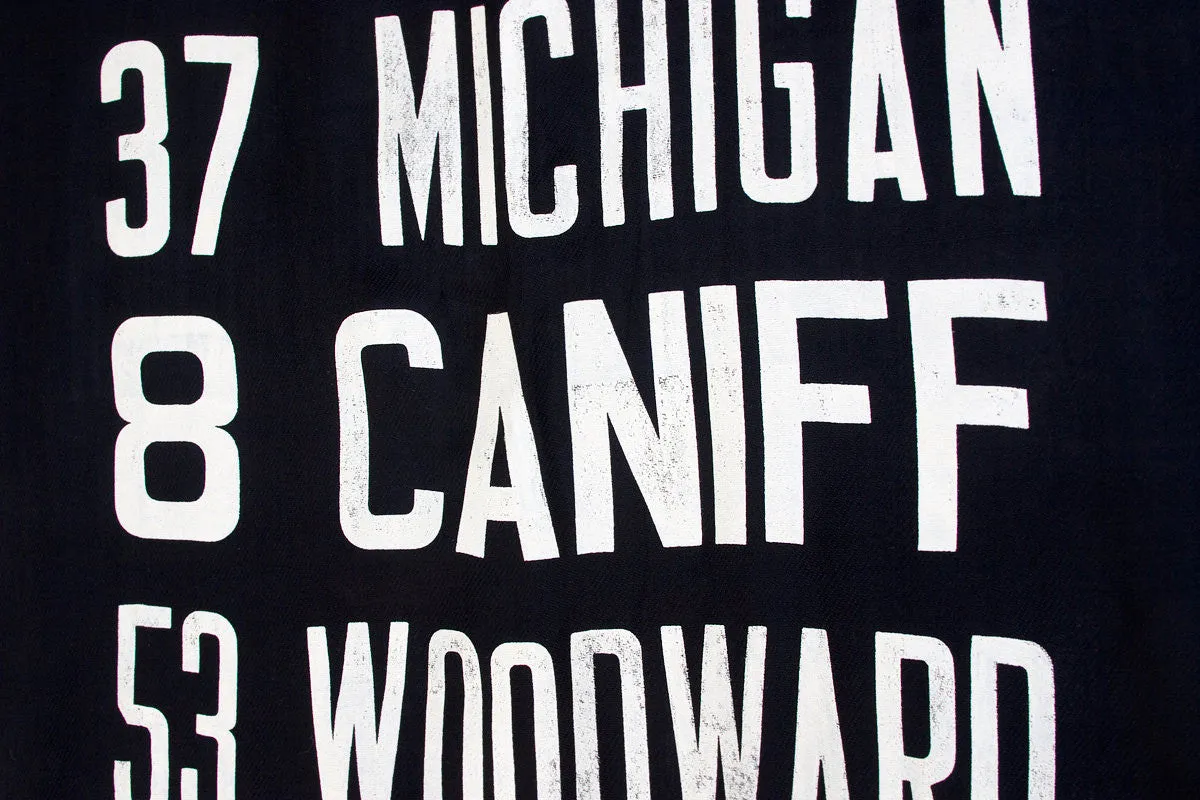 37 MICHIGAN
8 CANIFF
53 WOODWARD